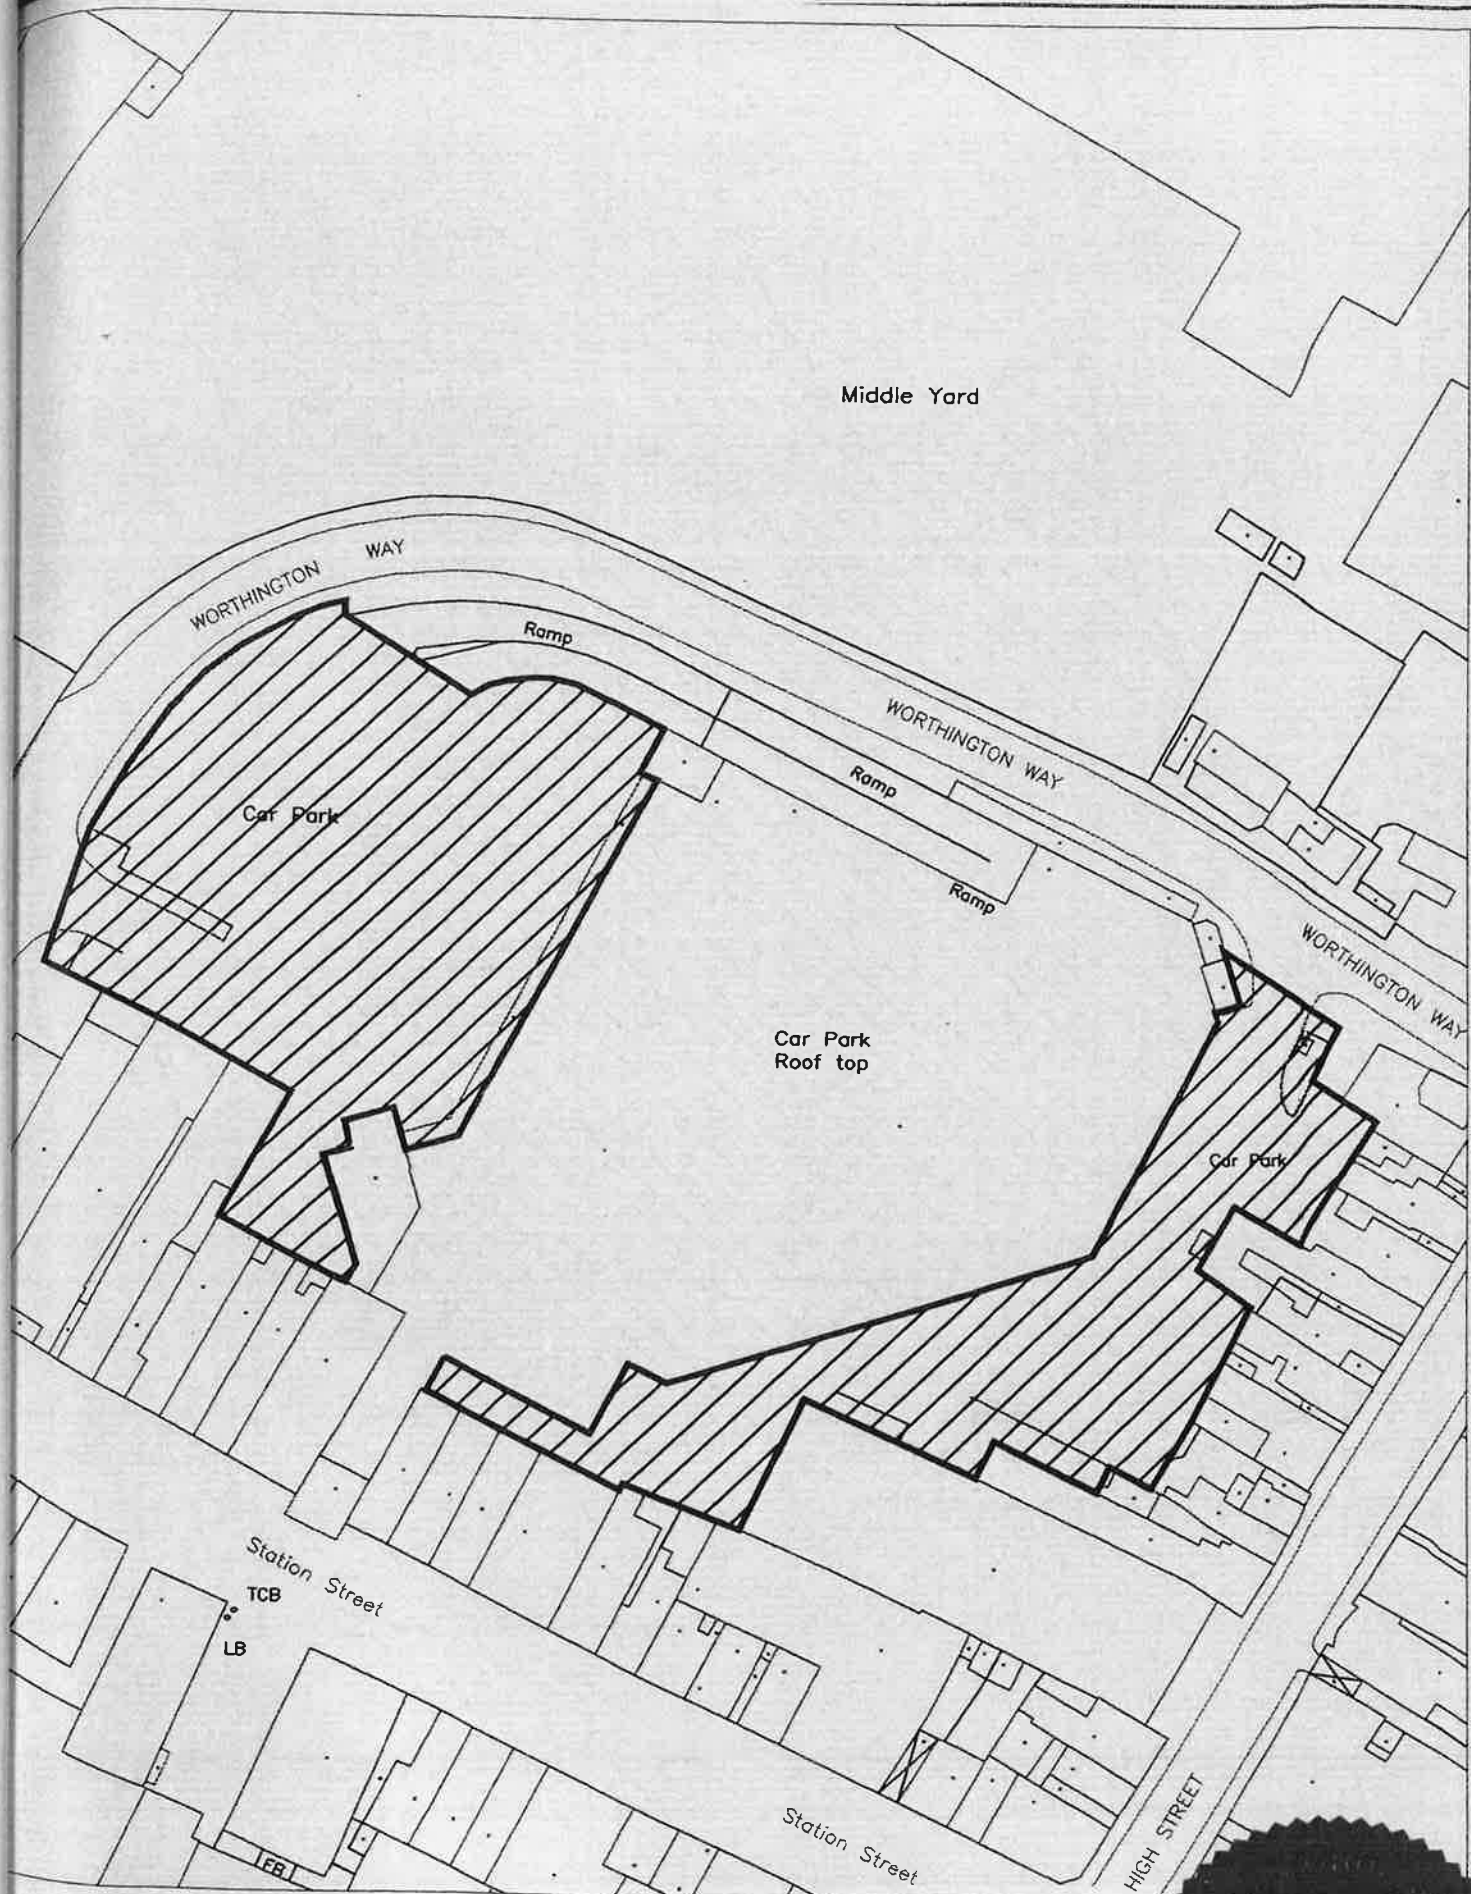 Middle Yard
WORTHINGTON WAY
Ramp
WORTHINGTON WAY
Ramp
Ramp
Car Park
WORTHINGTON WAY
Car Park
Roof top
Car Park
Station Street
TCB
LB
Station Street
HIGH STREET
FB